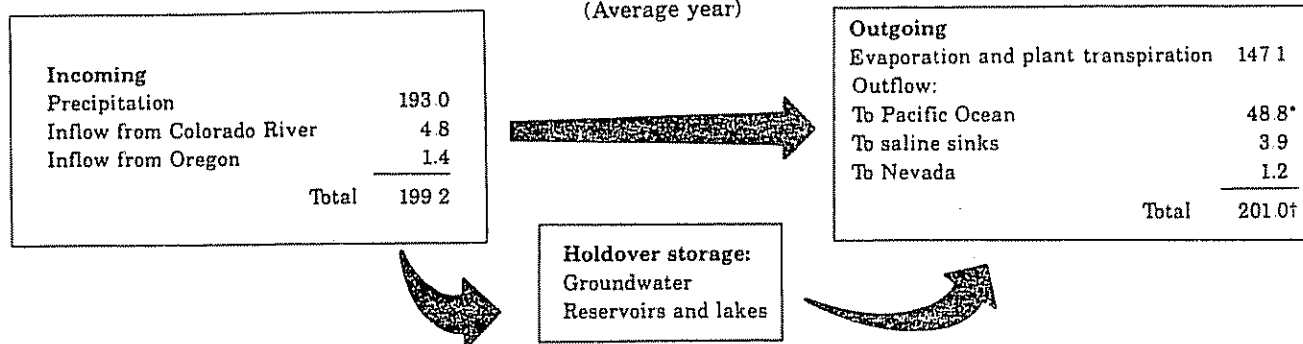 (Average year)
Incoming
Precipitation 193.0
Inflow from Colorado River 4.8
Inflow from Oregon 1.4
Total 199 2
Holdover storage:
Groundwater
Reservoirs and lakes
Outgoing
Evaporation and plant transpiration 147 1
Outflow:
To Pacific Ocean 48.8*
To saline sinks 3.9
To Nevada 1.2
Total 201.0†